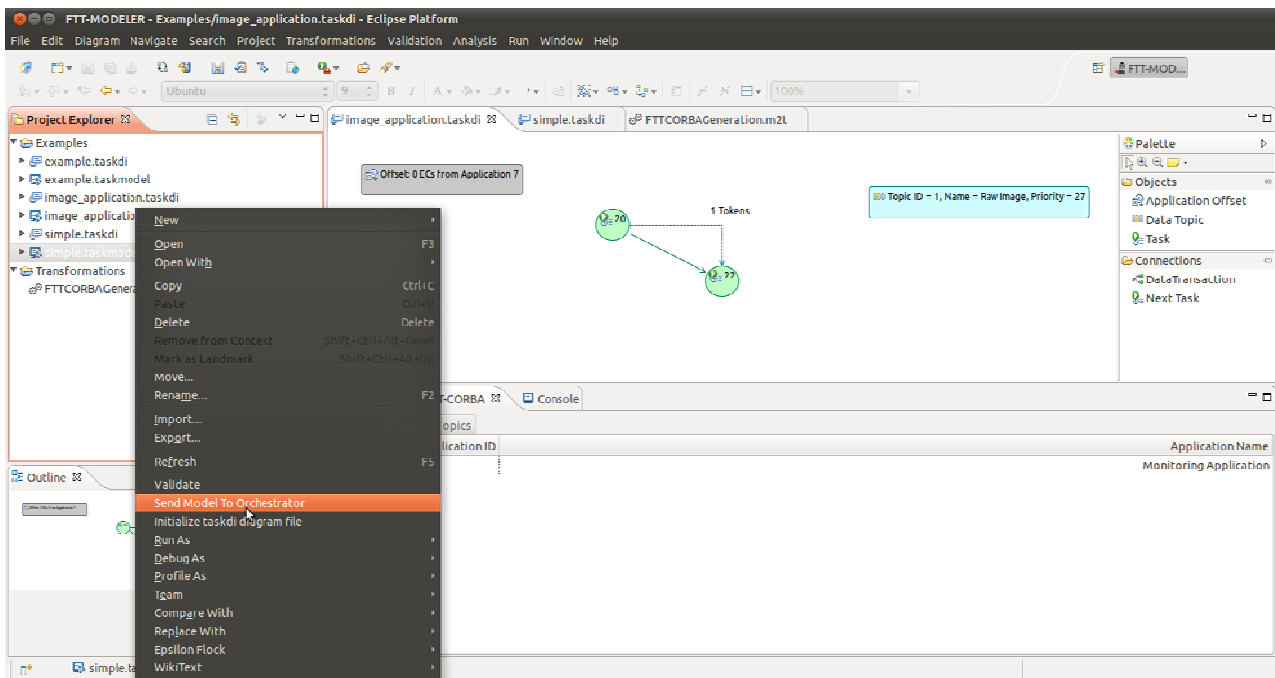 FTT-MODELER - Examples/image_application.taskdi - Eclipse Platform
File Edit Diagram Navigate Search Project Transformations Validation Analysis Run Window Help
Ubuntu 9 B I A 100%
FTT-MOD...
Project Explorer
Examples
example.taskdi
example.taskmodel
image_application.taskdi
image_applicatio
simple.taskdi
simple.taskmode
Transformations
FTTCORBAGenera
image_application.taskdi simple.taskdi FTTCORBAGeneration.m2t
Offset: 0 ECs from Application 7
20
1 Tokens
22
Topic ID = 1, Name = Raw Image, Priority = 27
Palette
Objects
Application Offset
Data Topic
Task
Connections
DataTransaction
Next Task
New
Open F3
Open With
Copy Ctrl+C
Paste Ctrl+V
Delete Delete
Remove from Context Shift+Ctrl+Alt+Down
Mark as Landmark Shift+Ctrl+Alt+Up
Move...
Rename... F2
Import...
Export...
Refresh F5
Validate
Send Model To Orchestrator
Initialize taskdi diagram file
Run As
Debug As
Profile As
Team
Compare With
Replace With
Epsilon Flock
WikiText
T-CORBA Console
opics
lication ID Application Name
Monitoring Application
Outline
simple.ta